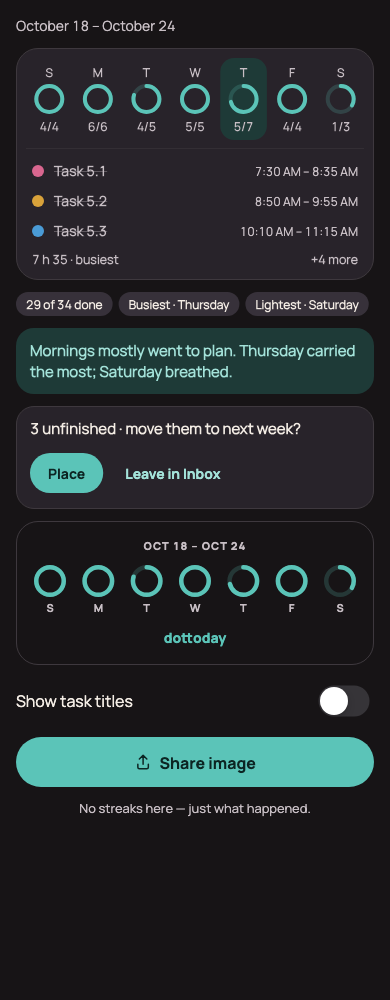 October 18 – October 24
S M T W T F S
4/4 6/6 4/5 5/5 5/7 4/4 1/3
Task 5.1 7:30 AM – 8:35 AM
Task 5.2 8:50 AM – 9:55 AM
Task 5.3 10:10 AM – 11:15 AM
7 h 35 · busiest +4 more
29 of 34 done Busiest · Thursday Lightest · Saturday
Mornings mostly went to plan. Thursday carried
the most; Saturday breathed.
3 unfinished · move them to next week?
Place Leave in Inbox
OCT 18 – OCT 24
S M T W T F S
dottoday
Show task titles
Share image
No streaks here — just what happened.